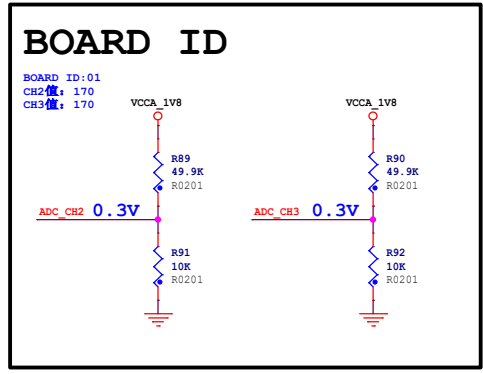 BOARD ID
BOARD ID:01
CH2值: 170
CH3值: 170
VCCA_1V8
VCCA_1V8
R89
49.9K
R0201
R90
49.9K
R0201
ADC_CH2 0.3V
ADC_CH3 0.3V
R91
10K
R0201
R92
10K
R0201